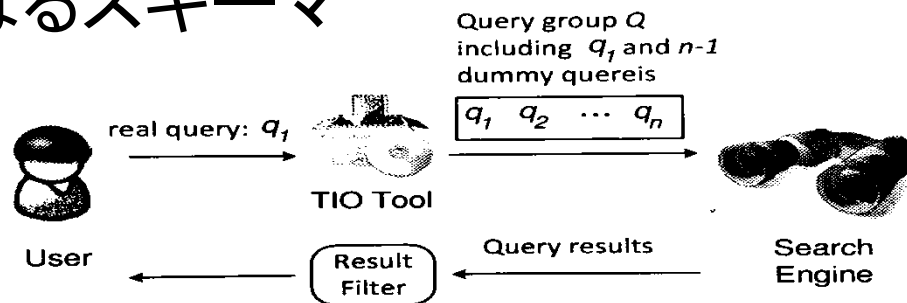 なるスキーマ
Query group Q
including q1 and n-1
dummy quereis
q1 q2 ... qn
real query: q1
TIO Tool
User
Query results
Result
Filter
Search
Engine